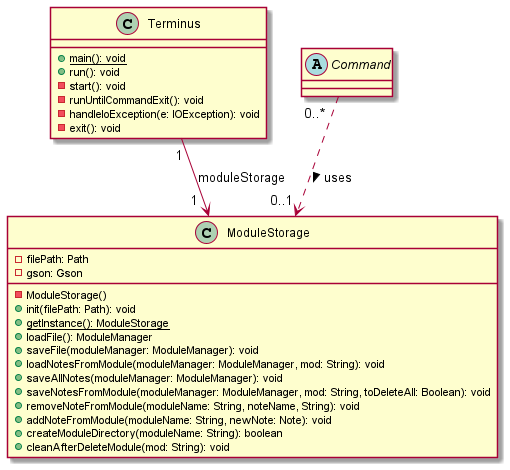 C Terminus
main(): void
run(): void
start(): void
runUntilCommandExit(): void
handleIoException(e: IOException): void
exit(): void
A Command
0..*
1
moduleStorage
uses
1
0..1
C ModuleStorage
filePath: Path
gson: Gson
ModuleStorage()
init(filePath: Path): void
getInstance(): ModuleStorage
loadFile(): ModuleManager
saveFile(moduleManager: ModuleManager): void
loadNotesFromModule(moduleManager: ModuleManager, mod: String): void
saveAllNotes(moduleManager: ModuleManager): void
saveNotesFromModule(moduleManager: ModuleManager, mod: String, toDeleteAll: Boolean): void
removeNoteFromModule(moduleName: String, noteName, String): void
addNoteFromModule(moduleName: String, newNote: Note): void
createModuleDirectory(moduleName: String): boolean
cleanAfterDeleteModule(mod: String): void